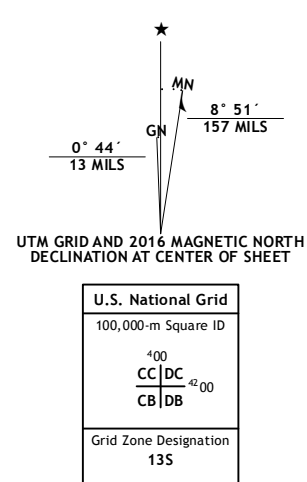 ★
MN
8° 51´
157 MILS
GN
0° 44´
13 MILS
UTM GRID AND 2016 MAGNETIC NORTH
DECLINATION AT CENTER OF SHEET
U.S. National Grid
100,000-m Square ID
⁴00
CC DC
⁴²00
CB DB
Grid Zone Designation
13S